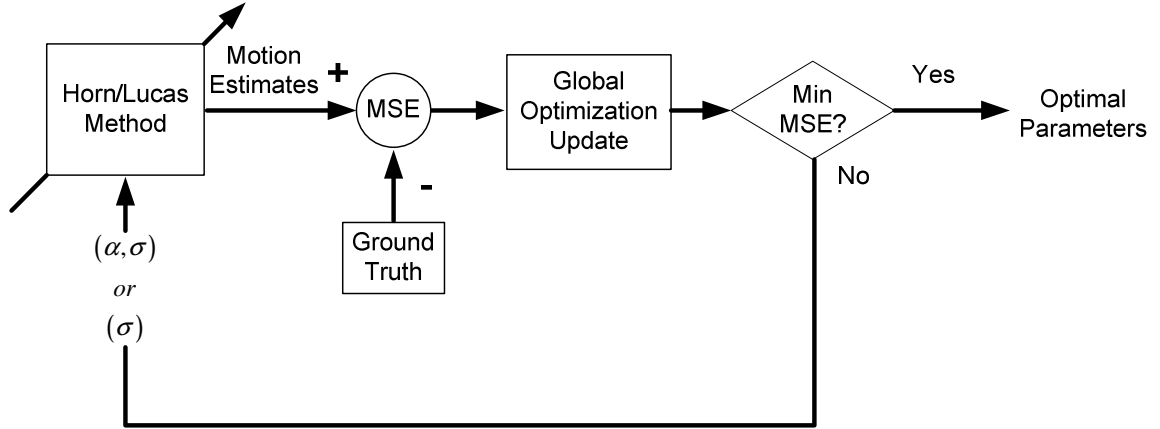 Horn/Lucas
Method
Motion
Estimates
+
MSE
-
Ground
Truth
Global
Optimization
Update
Min
MSE?
Yes
No
Optimal
Parameters
(α,σ)
or
(σ)